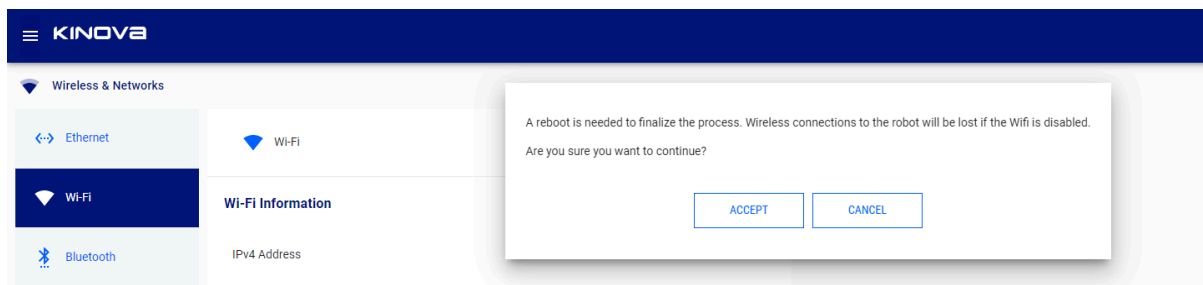 KINOVA
Wireless & Networks
A reboot is needed to finalize the process. Wireless connections to the robot will be lost if the Wifi is disabled.
Are you sure you want to continue?
ACCEPT
CANCEL
Ethernet
Wi-Fi
Bluetooth
Wi-Fi
Wi-Fi Information
IPv4 Address